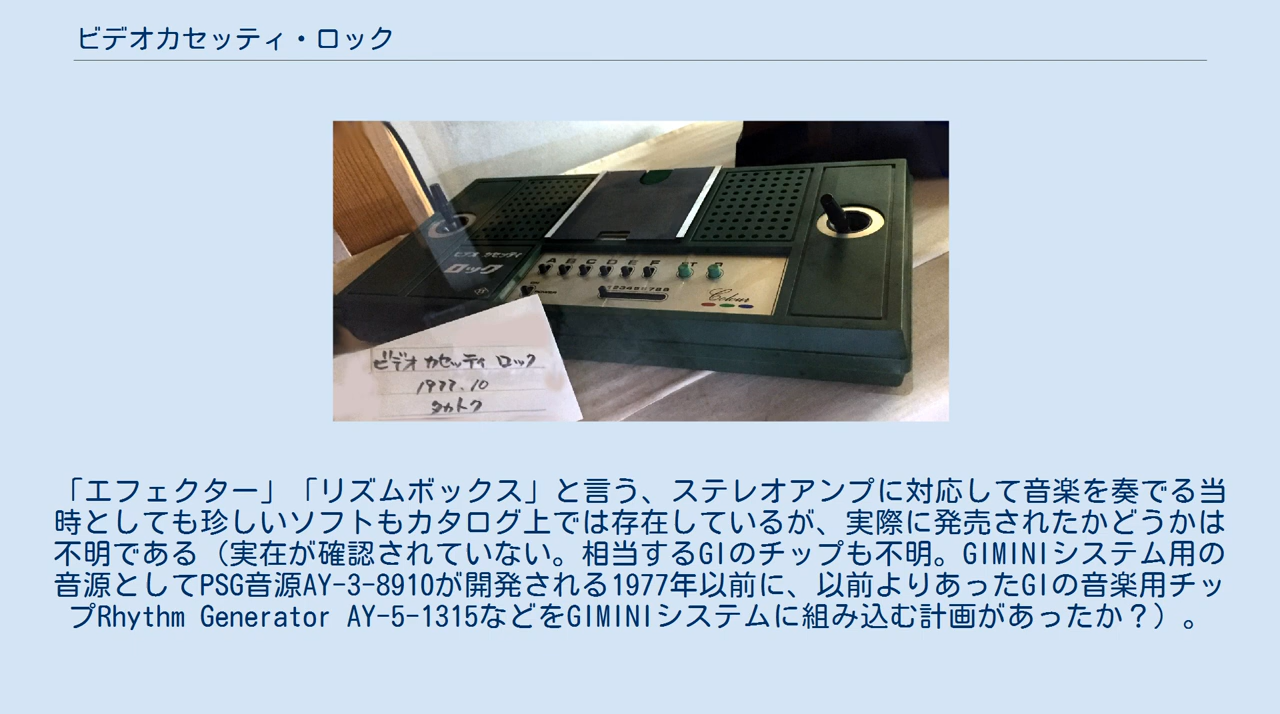 ビデオカセッティ・ロック
ビデオ カセッティ
ロック
A B C D E F
Colour
ビデオ カセッティ ロック
1977.10
タカトク
「エフェクター」「リズムボックス」と言う、ステレオアンプに対応して音楽を奏でる当
時としても珍しいソフトもカタログ上では存在しているが、実際に発売されたかどうかは
不明である（実在が確認されていない。相当するGIのチップも不明。GIMINIシステム用の
音源としてPSG音源AY-3-8910が開発される1977年以前に、以前よりあったGIの音楽用チッ
プRhythm Generator AY-5-1315などをGIMINIシステムに組み込む計画があったか？）。